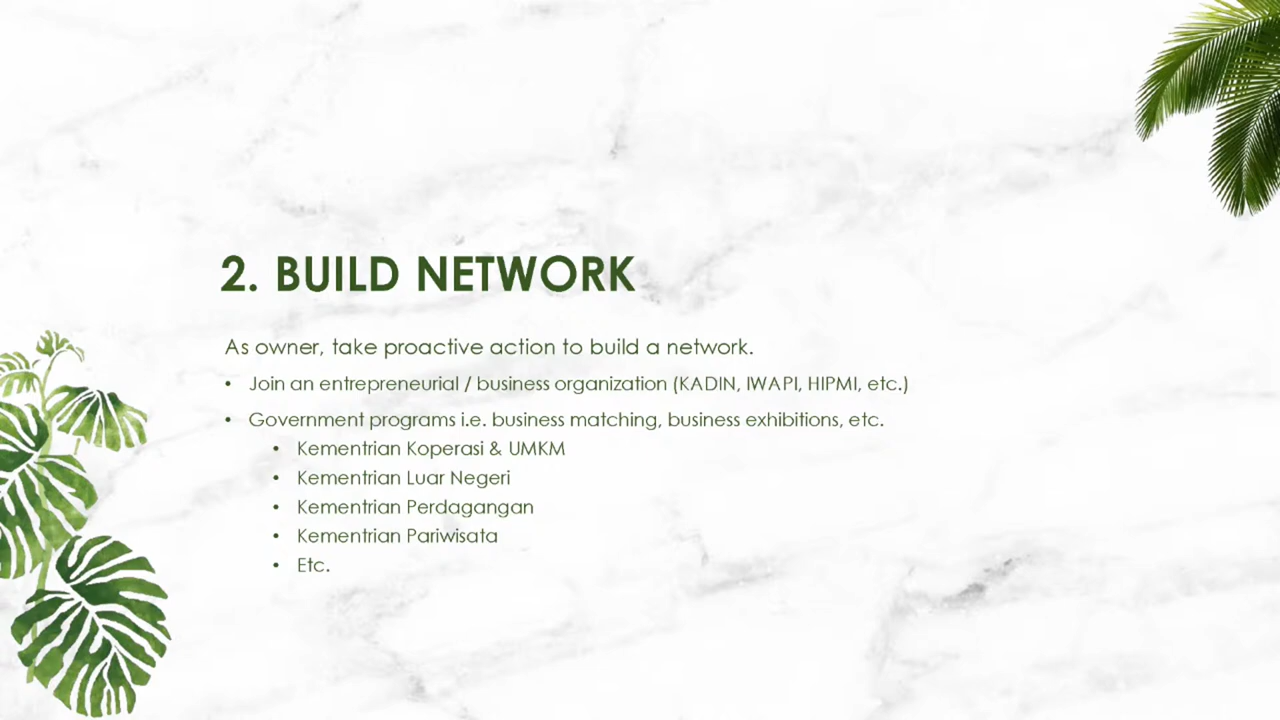 2. BUILD NETWORK
As owner, take proactive action to build a network.
• Join an entrepreneurial / business organization (KADIN, IWAPI, HIPMI, etc.)
• Government programs i.e. business matching, business exhibitions, etc.
• Kementrian Koperasi & UMKM
• Kementrian Luar Negeri
• Kementrian Perdagangan
• Kementrian Pariwisata
• Etc.